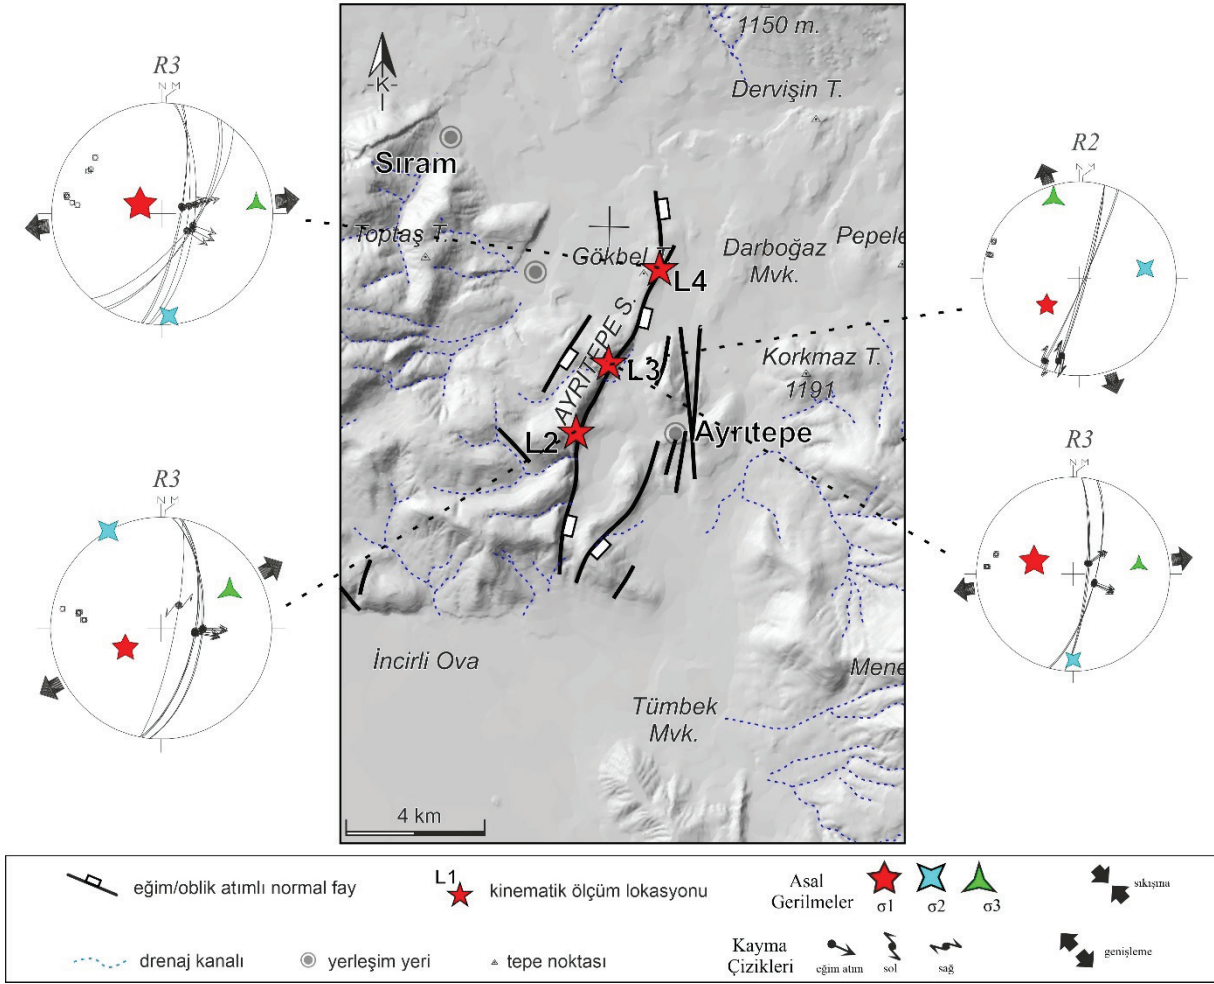 R3
N M
1150 m.
-K-
Dervişin T.
Sıram
R2
N M
Toptaş T.
Gökbel T.
Darboğaz
Mvk.
Pepele
L4
AYRITEPE S.
L3
Korkmaz T.
1191
L2
Ayrıtepe
R3
N M
R3
N M
İncirli Ova
Mene
Tümbek
Mvk.
4 km
eğim/oblik atımlı normal fay
L1
kinematik ölçüm lokasyonu
Asal
Gerilmeler
σ1
σ2
σ3
sıkışına
drenaj kanalı
yerleşim yeri
tepe noktası
Kayma
Çizikleri
eğim atım
sol
sağ
genişleme